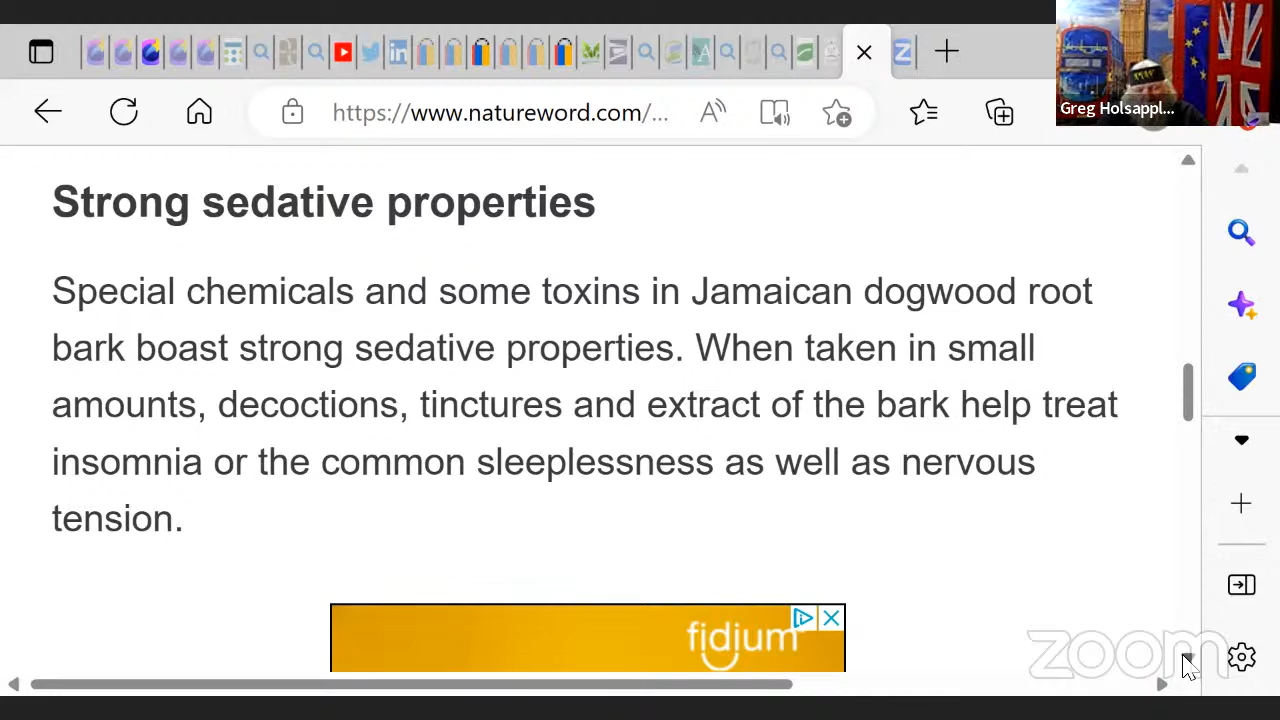 https://www.natureword.com/...
Greg Holsappl...
Strong sedative properties
Special chemicals and some toxins in Jamaican dogwood root
bark boast strong sedative properties. When taken in small
amounts, decoctions, tinctures and extract of the bark help treat
insomnia or the common sleeplessness as well as nervous
tension.
fidium
zoom